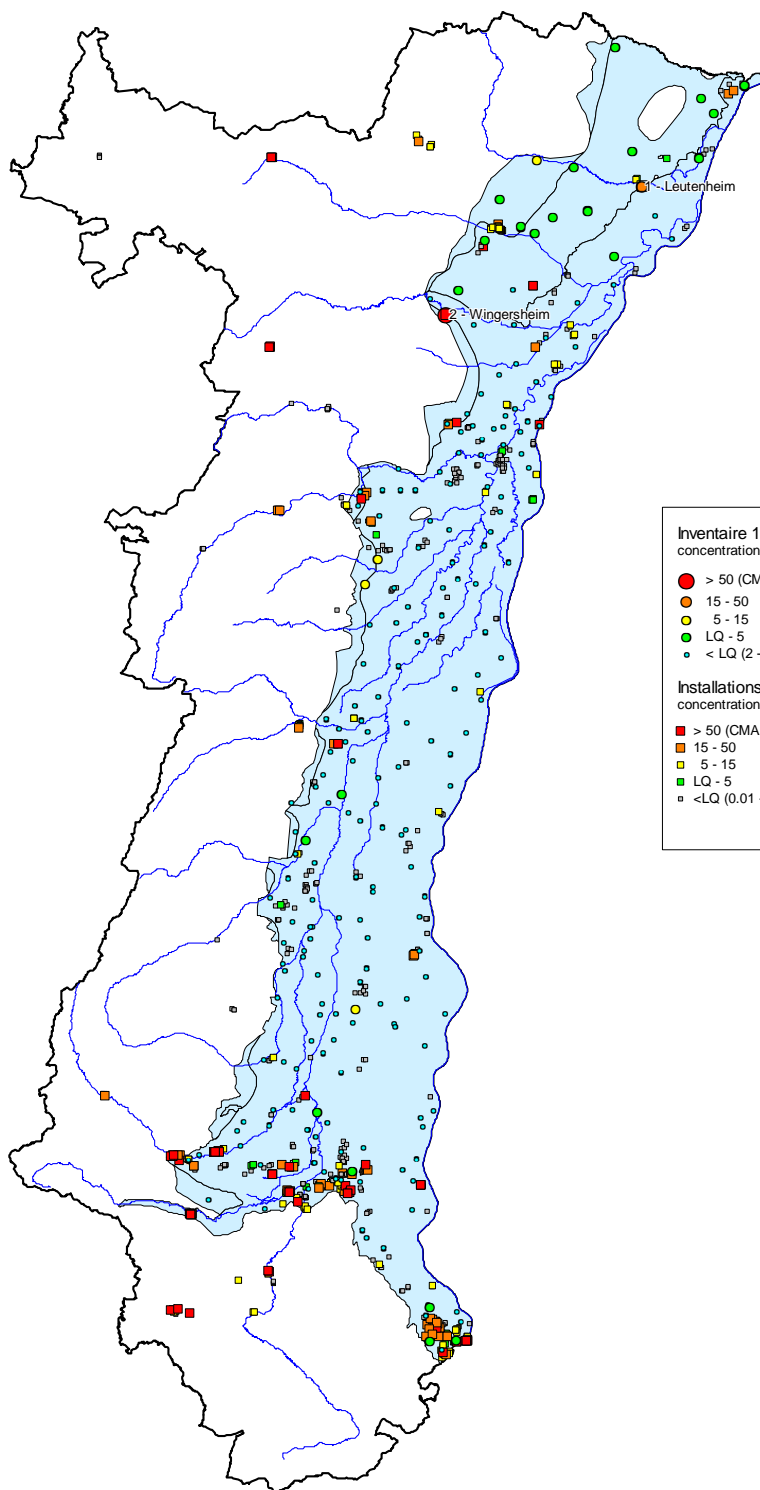 1 - Leutenheim
2 - Wingersheim
Inventaire 1
concentration
> 50 (CMA
15 - 50
5 - 15
LQ - 5
< LQ (2 -
Installations
concentration
> 50 (CMA
15 - 50
5 - 15
LQ - 5
<LQ (0.01 -